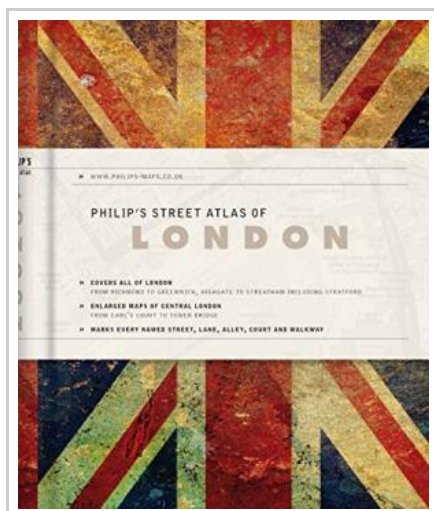 » WWW.PHILIPS-MAPS.CO.UK
PHILIP'S STREET ATLAS OF
LONDON
» COVERS ALL OF LONDON
FROM RICHMOND TO GREENWICH, HIGHGATE TO STREATHAM INCLUDING STRATFORD
» ENLARGED MAPS OF CENTRAL LONDON
FROM EARL'S COURT TO TOWER BRIDGE
» MARKS EVERY NAMED STREET, LANE, ALLEY, COURT AND WALKWAY